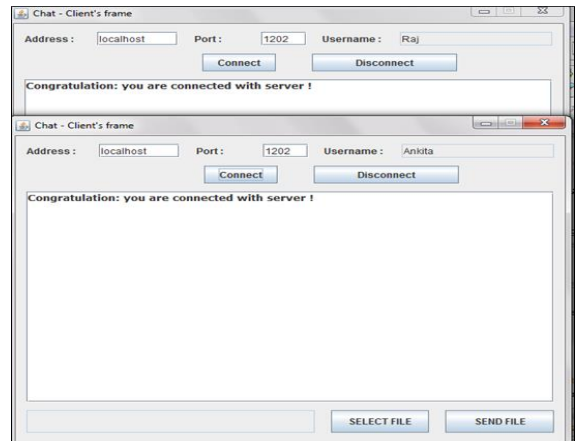 Chat - Client's frame
Address : localhost Port : 1202 Username : Raj
Connect Disconnect
Congratulation: you are connected with server !
Chat - Client's frame
Address : localhost Port : 1202 Username : Ankita
Connect Disconnect
Congratulation: you are connected with server !
SELECT FILE SEND FILE